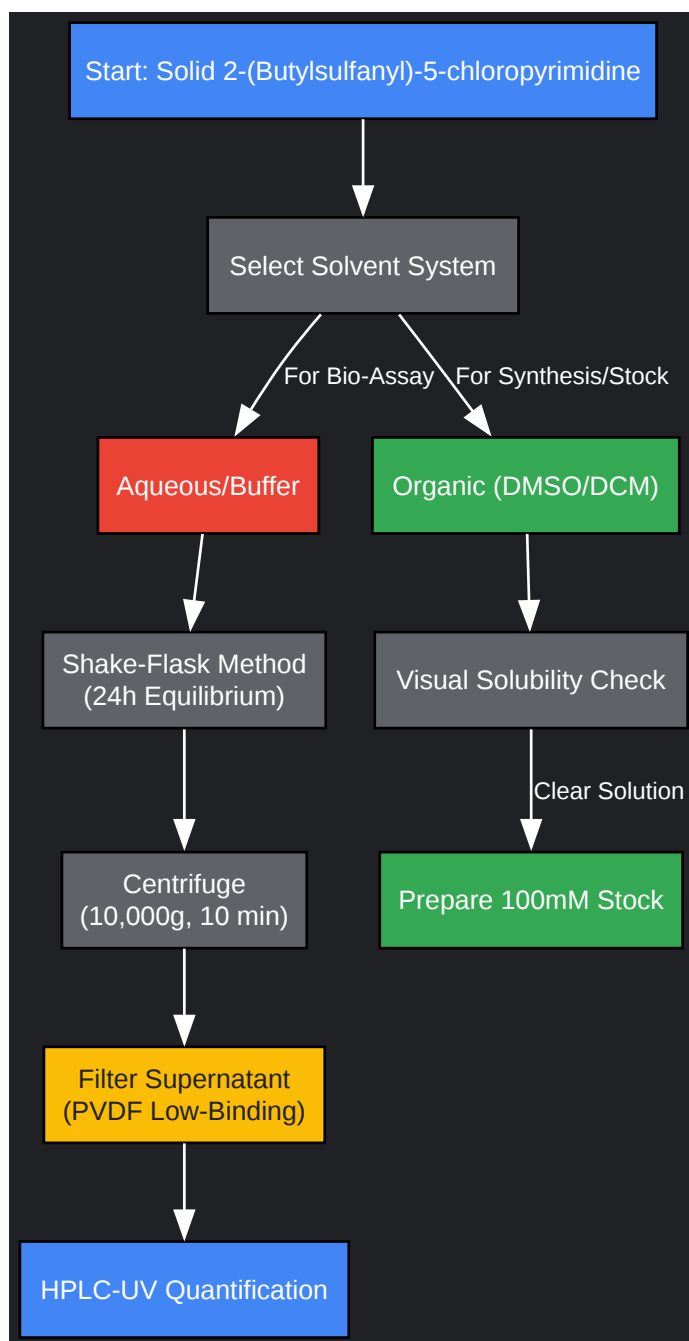 Start: Solid 2-(Butylsulfanyl)-5-chloropyrimidine
Select Solvent System
For Bio-Assay
For Synthesis/Stock
Aqueous/Buffer
Organic (DMSO/DCM)
Shake-Flask Method
(24h Equilibrium)
Visual Solubility Check
Clear Solution
Centrifuge
(10,000g, 10 min)
Prepare 100mM Stock
Filter Supernatant
(PVDF Low-Binding)
HPLC-UV Quantification